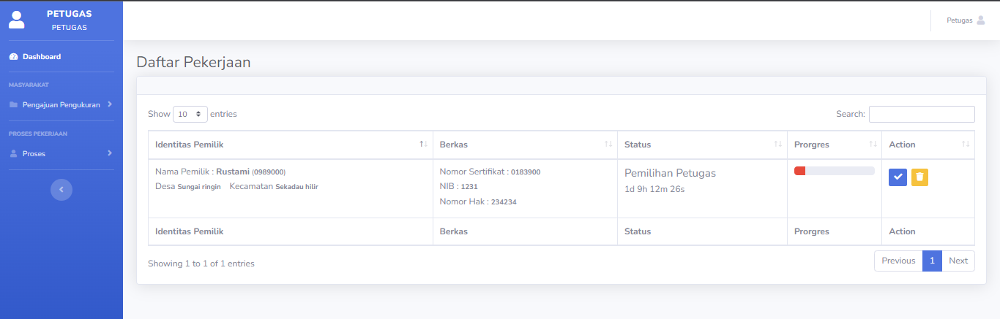 PETUGAS
PETUGAS
Dashboard
MASYARAKAT
Pengajuan Pengukuran
PROSES PEKERJAAN
Proses
Petugas
Daftar Pekerjaan
Show 10 entries
Search:
Identitas Pemilik Berkas Status Prorgres Action
Nama Pemilik : Rustami (0989000)
Desa Sungai ringin Kecamatan Sekadau hilir
Nomor Sertifikat : 0183900
NIB : 1231
Nomor Hak : 234234
Pemilihan Petugas
1d 9h 12m 26s
Identitas Pemilik Berkas Status Prorgres Action
Showing 1 to 1 of 1 entries
Previous 1 Next